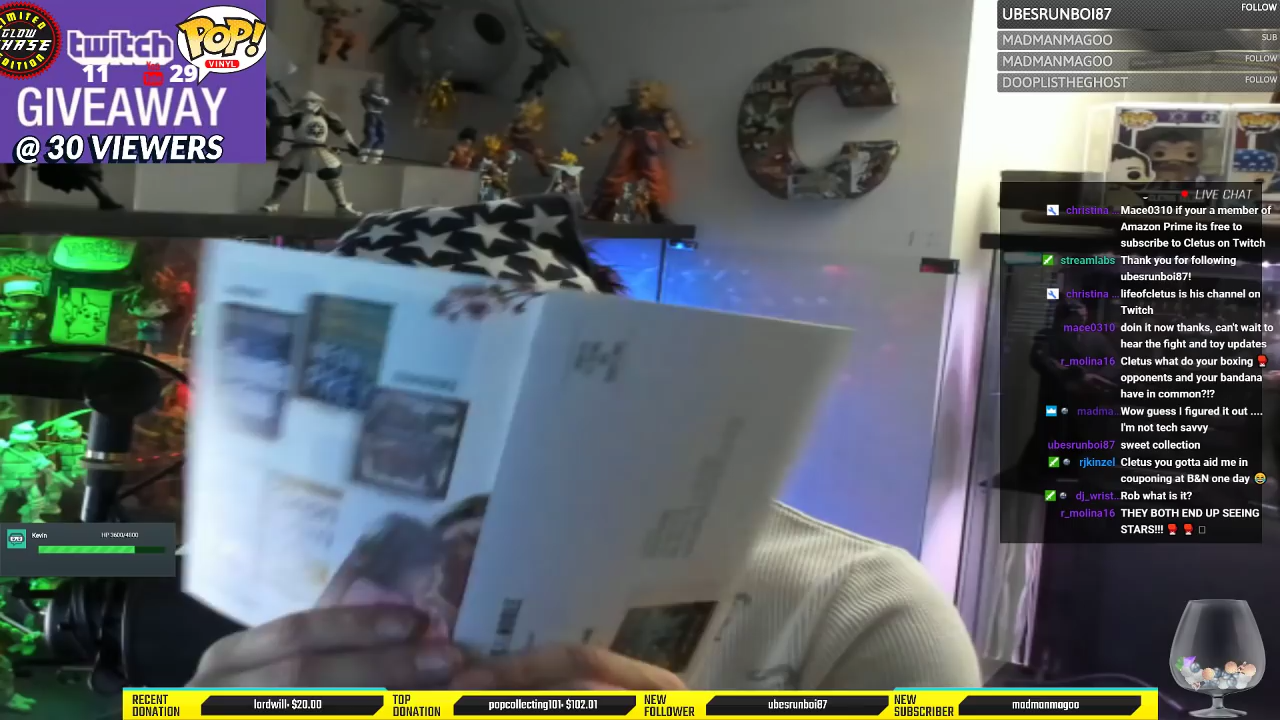 LIMITED
GLOW
CHASE
EDITION
twitch
POP!
VINYL
11
29
GIVEAWAY
@ 30 VIEWERS
UBESRUNBOI87 FOLLOW
MADMANMAGOO SUB
MADMANMAGOO FOLLOW
DOOPLISTHEGHOST FOLLOW
LIVE CHAT
christina... Mace0310 if your a member of
Amazon Prime its free to
subscribe to Cletus on Twitch
streamlabs Thank you for following
ubesrunboi87!
christina ... lifeofcletus is his channel on
Twitch
mace0310 doin it now thanks, can't wait to
hear the fight and toy updates
r_molina16 Cletus what do your boxing 🥊
opponents and your bandana
have in common?!?
madma... Wow guess I figured it out ....
I'm not tech savvy
ubesrunboi87 sweet collection
rjkinzel Cletus you gotta aid me in
couponing at B&N one day 😂
dj_wrist... Rob what is it?
r_molina16 THEY BOTH END UP SEEING
STARS!!! 🥊 🥊
Kevin HP 3600/4800
RECENT
DONATION
lordwill: $20.00
TOP
DONATION
popcollecting101: $102.01
NEW
FOLLOWER
ubesrunboi87
NEW
SUBSCRIBER
madmanmagoo